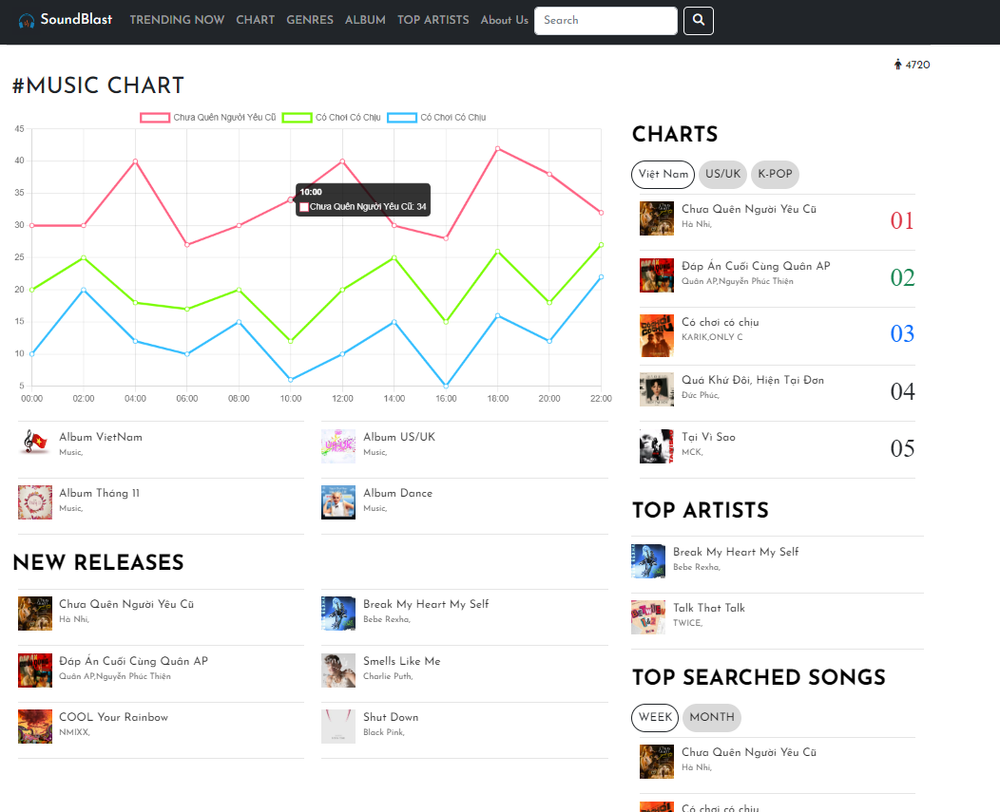 SoundBlast TRENDING NOW CHART GENRES ALBUM TOP ARTISTS About Us Search
4720
#MUSIC CHART
Chưa Quên Người Yêu Cũ Có Chơi Có Chịu Có Chơi Có Chịu
45
40
35
30
25
20
15
10
5
10:00
Chưa Quên Người Yêu Cũ: 34
00:00 02:00 04:00 06:00 08:00 10:00 12:00 14:00 16:00 18:00 20:00 22:00
Album VietNam
Music,
Album US/UK
Music,
Album Tháng 11
Music,
Album Dance
Music,
NEW RELEASES
Chưa Quên Người Yêu Cũ
Hà Nhi,
Break My Heart My Self
Bebe Rexha,
Đáp Án Cuối Cùng Quân AP
Quân AP,Nguyễn Phúc Thiện
Smells Like Me
Charlie Puth,
COOL Your Rainbow
NMIXX,
Shut Down
Black Pink,
CHARTS
Việt Nam US/UK K-POP
Chưa Quên Người Yêu Cũ
Hà Nhi,
01
Đáp Án Cuối Cùng Quân AP
Quân AP,Nguyễn Phúc Thiện
02
Có chơi có chịu
KARIK,ONLY C
03
Quá Khứ Đôi, Hiện Tại Đơn
Đức Phúc,
04
Tại Vì Sao
MCK,
05
TOP ARTISTS
Break My Heart My Self
Bebe Rexha,
Talk That Talk
TWICE,
TOP SEARCHED SONGS
WEEK MONTH
Chưa Quên Người Yêu Cũ
Hà Nhi,
Có chơi có chịu